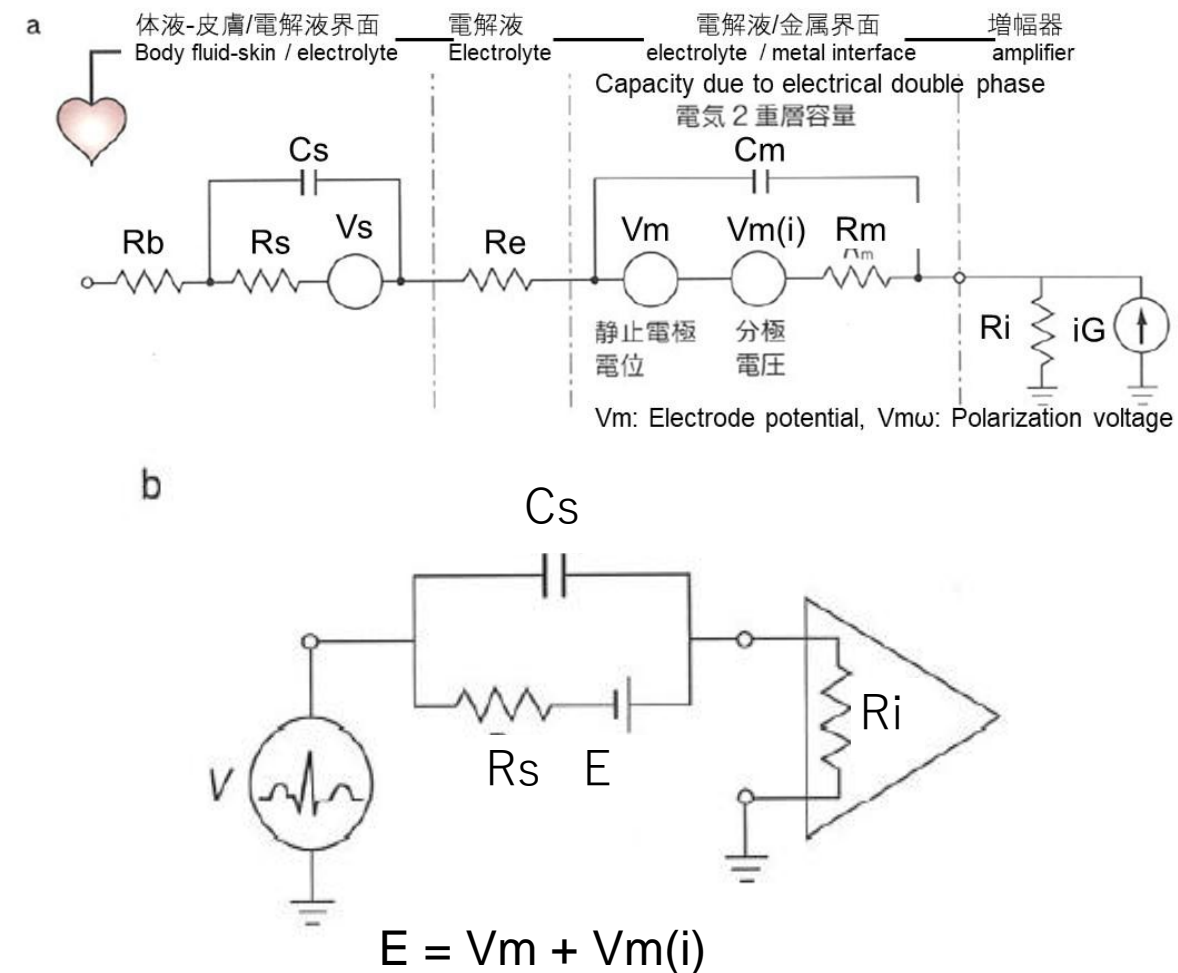 a
体液-皮膚/電解液界面
電解液
電解液/金属界面
増幅器
Body fluid-skin / electrolyte
Electrolyte
electrolyte / metal interface
amplifier
Capacity due to electrical double phase
電気２重層容量
Cs
Cm
Rb
Rs
Vs
Re
Vm
Vm(i)
Rm
Ri
iG
静止電極
電位
分極
電圧
Vm: Electrode potential, Vmω: Polarization voltage
b
Cs
V
Rs
E
Ri
E = Vm + Vm(i)